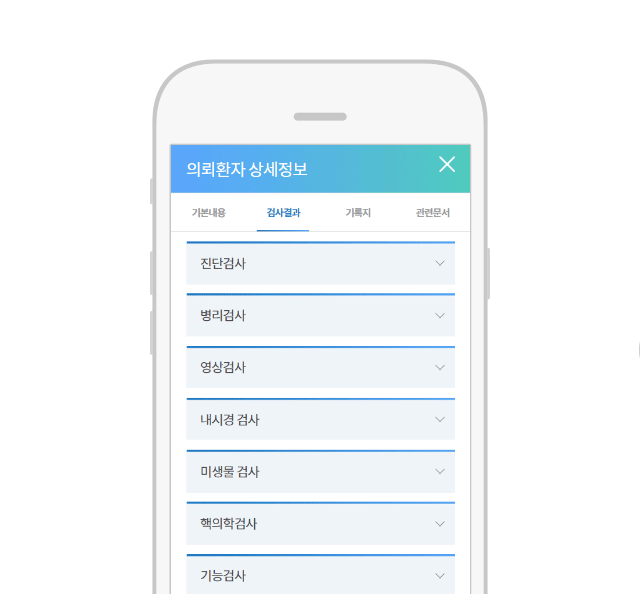 의뢰환자 상세정보
기본내용 검사결과 기록지 관련문서
진단검사
병리검사
영상검사
내시경 검사
미생물 검사
핵의학검사
기능검사